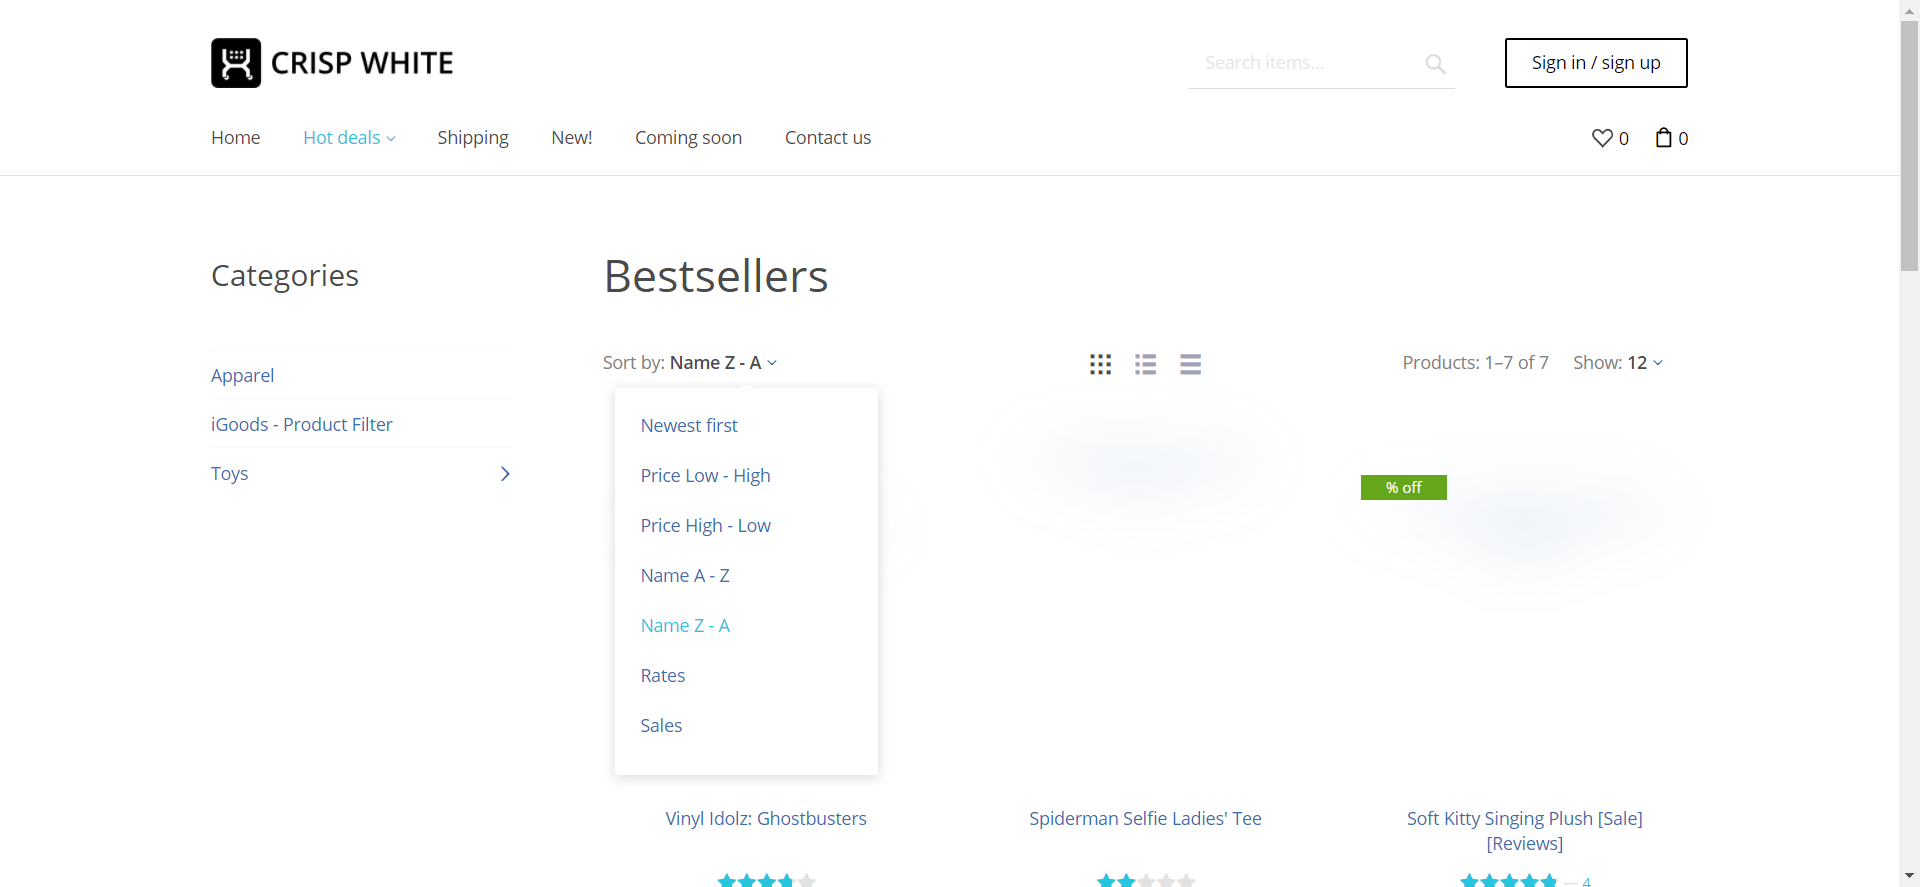 CRISP WHITE
Search items...
Sign in / sign up
Home
Hot deals
Shipping
New!
Coming soon
Contact us
0
0
Categories
Bestsellers
Sort by: Name Z - A
Products: 1–7 of 7
Show: 12
Apparel
iGoods - Product Filter
Toys
Newest first
Price Low - High
Price High - Low
Name A - Z
Name Z - A
Rates
Sales
% off
Vinyl Idolz: Ghostbusters
Spiderman Selfie Ladies' Tee
Soft Kitty Singing Plush [Sale]
[Reviews]
— 4